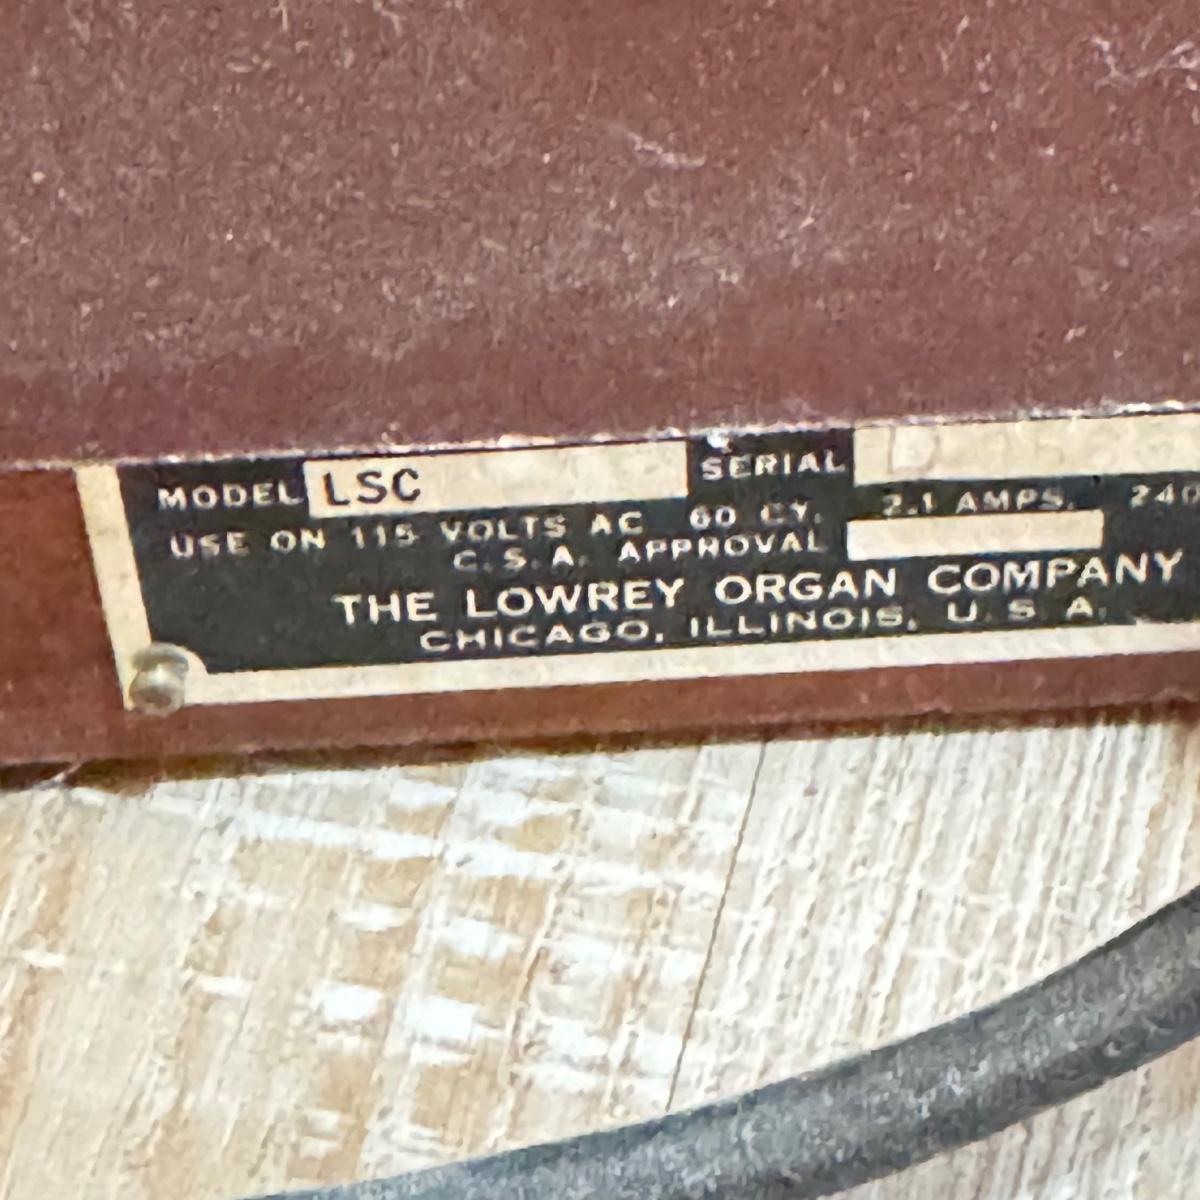 MODEL LSC SERIAL
USE ON 115 VOLTS AC 60 CY. 2.1 AMPS. 240
C.S.A. APPROVAL
THE LOWREY ORGAN COMPANY
CHICAGO, ILLINOIS, U.S.A.